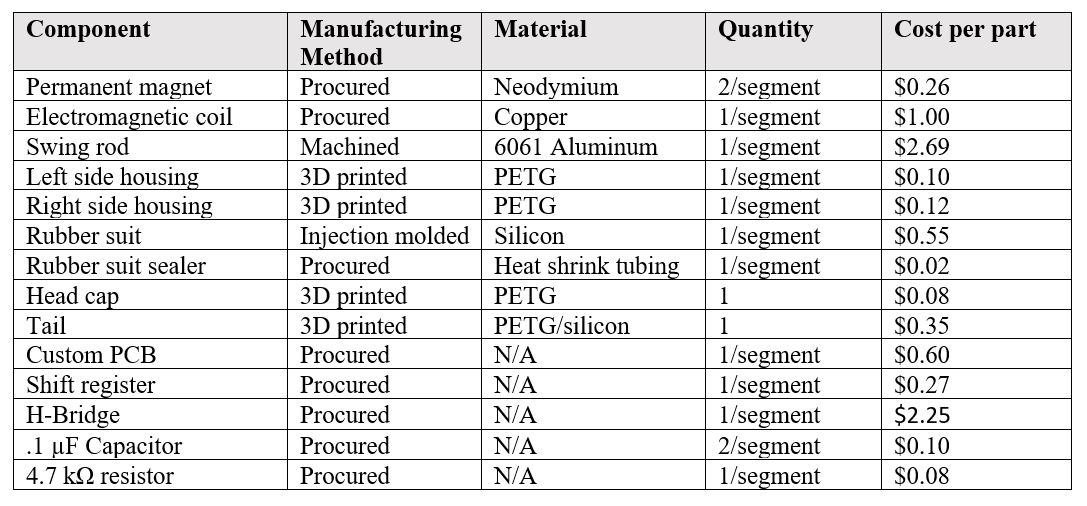 Component Manufacturing Method Material Quantity Cost per part
Permanent magnet Procured Neodymium 2/segment $0.26
Electromagnetic coil Procured Copper 1/segment $1.00
Swing rod Machined 6061 Aluminum 1/segment $2.69
Left side housing 3D printed PETG 1/segment $0.10
Right side housing 3D printed PETG 1/segment $0.12
Rubber suit Injection molded Silicon 1/segment $0.55
Rubber suit sealer Procured Heat shrink tubing 1/segment $0.02
Head cap 3D printed PETG 1 $0.08
Tail 3D printed PETG/silicon 1 $0.35
Custom PCB Procured N/A 1/segment $0.60
Shift register Procured N/A 1/segment $0.27
H-Bridge Procured N/A 1/segment $2.25
.1 µF Capacitor Procured N/A 2/segment $0.10
4.7 kΩ resistor Procured N/A 1/segment $0.08